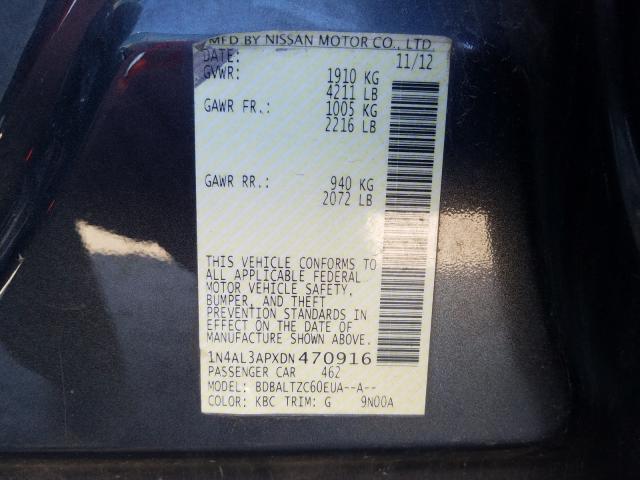 MFD BY NISSAN MOTOR CO., LTD.
DATE: 11/12
GVWR: 1910 KG
4211 LB
GAWR FR.: 1005 KG
2216 LB
GAWR RR.: 940 KG
2072 LB
THIS VEHICLE CONFORMS TO
ALL APPLICABLE FEDERAL
MOTOR VEHICLE SAFETY,
BUMPER, AND THEFT
PREVENTION STANDARDS IN
EFFECT ON THE DATE OF
MANUFACTURE SHOWN ABOVE.
1N4AL3APXDN470916
PASSENGER CAR 462
MODEL: BDBALTZC60EUA--A--
COLOR: KBC TRIM: G 9N00A